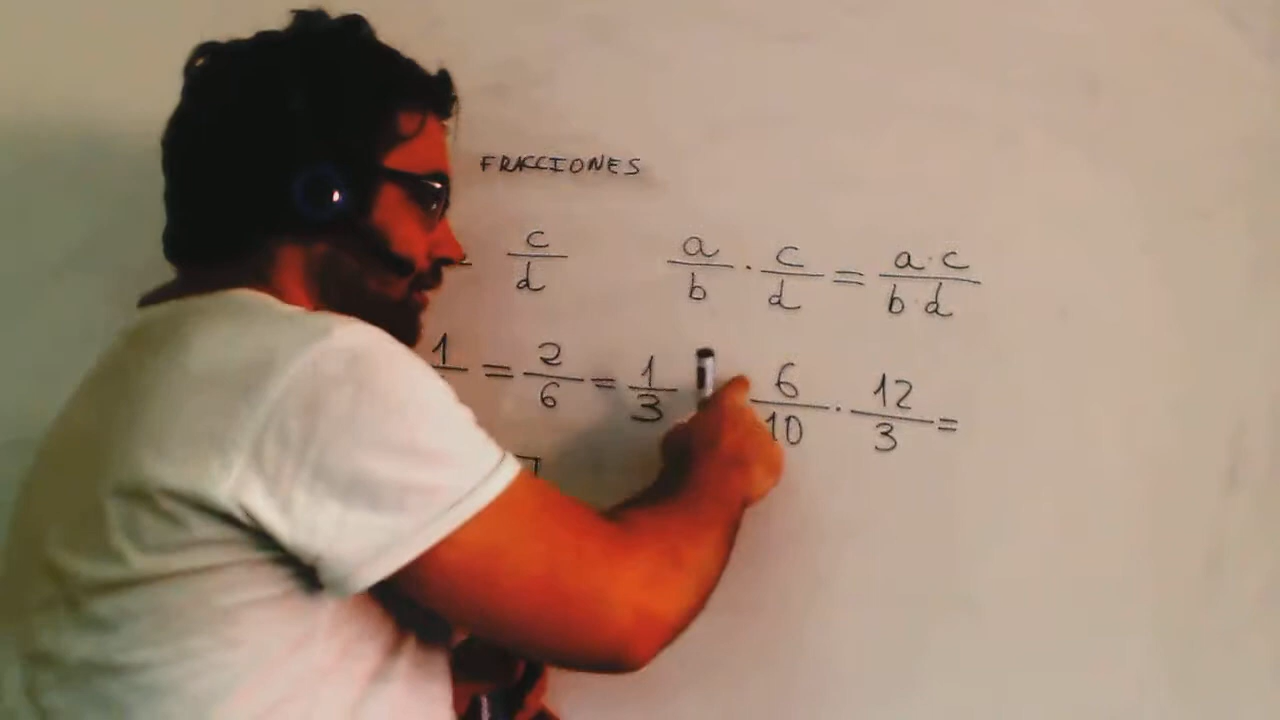 FRACCIONES
c/d a/b · c/d = a·c/b·d
1 = 2/6 = 1/3 6/10 · 12/3 =